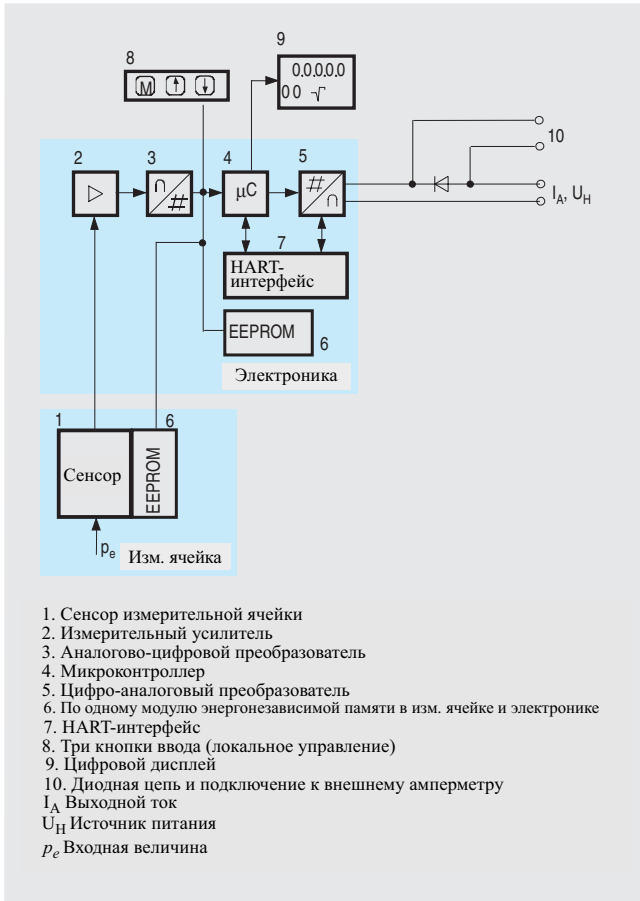 9
8
0.0.0.0.0
00 √
M ↑ ↓
2
3
4
5
10
∩
#
μC
#
∩
I_A, U_H
7
HART-
интерфейс
EEPROM
6
Электроника
1
6
Сенсор
EEPROM
p_e
Изм. ячейка
1. Сенсор измерительной ячейки
2. Измерительный усилитель
3. Аналогово-цифровой преобразователь
4. Микроконтроллер
5. Цифро-аналоговый преобразователь
6. По одному модулю энергонезависимой памяти в изм. ячейке и электронике
7. HART-интерфейс
8. Три кнопки ввода (локальное управление)
9. Цифровой дисплей
10. Диодная цепь и подключение к внешнему амперметру
I_A Выходной ток
U_H Источник питания
p_e Входная величина